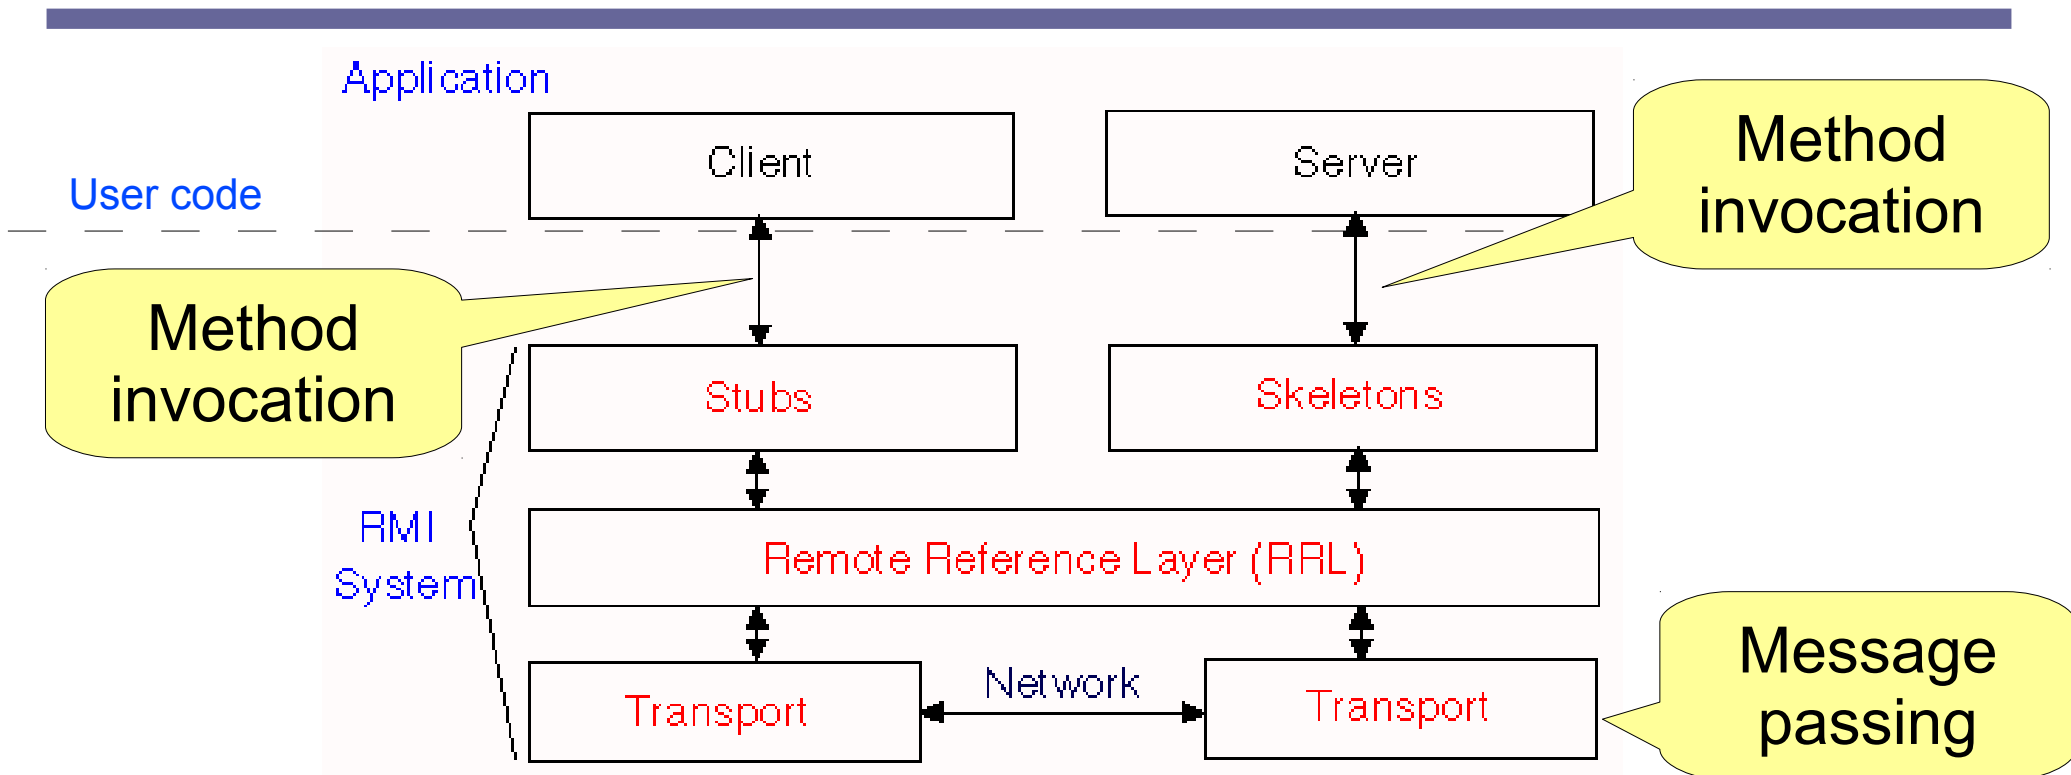 Application
Client
Server
Method
invocation
User code
Method
invocation
Stubs
Skeletons
RMI
System
Remote Reference Layer (RRL)
Message
passing
Network
Transport
Transport